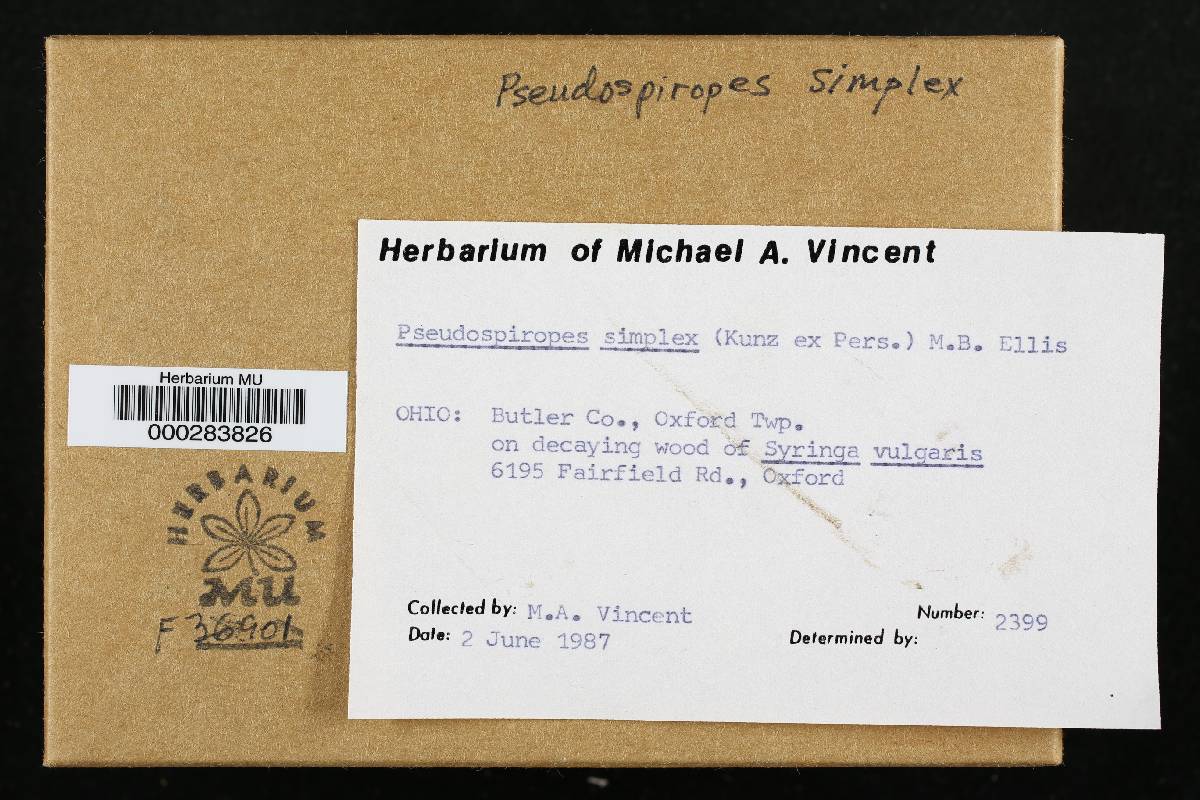 Pseudospiropes simplex
Herbarium of Michael A. Vincent
Pseudospiropes simplex (Kunz ex Pers.) M.B. Ellis
OHIO: Butler Co., Oxford Twp.
on decaying wood of Syringa vulgaris
6195 Fairfield Rd., Oxford
Collected by: M.A. Vincent
Number: 2399
Date: 2 June 1987
Determined by:
Herbarium MU
000283826
HERBARIUM
MU
F 36901